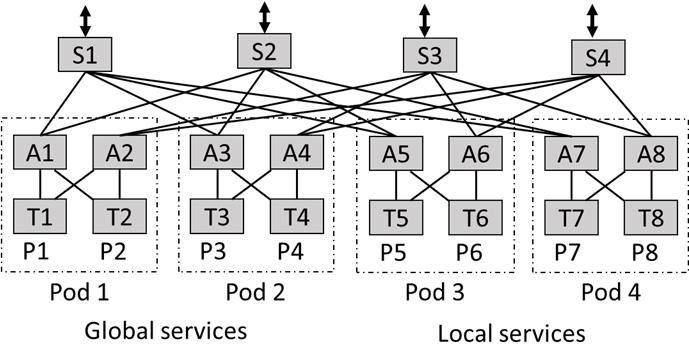 S1 S2 S3 S4
A1 A2 A3 A4 A5 A6 A7 A8
T1 T2 T3 T4 T5 T6 T7 T8
P1 P2 P3 P4 P5 P6 P7 P8
Pod 1 Pod 2 Pod 3 Pod 4
Global services Local services